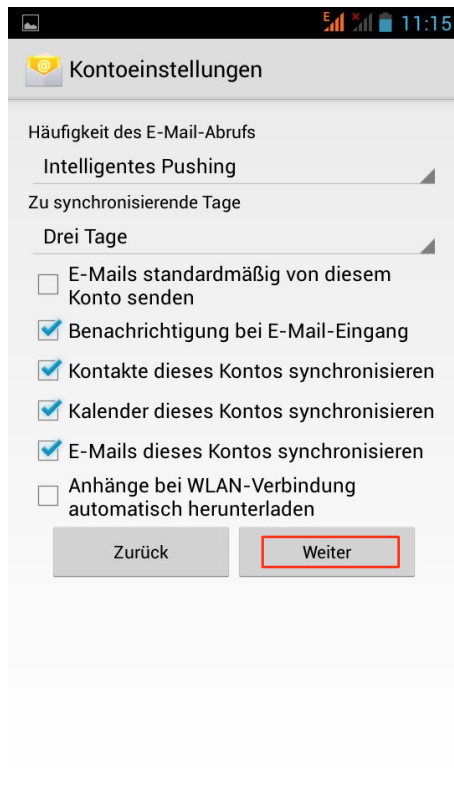 E 11:15
Kontoeinstellungen
Häufigkeit des E-Mail-Abrufs
Intelligentes Pushing
Zu synchronisierende Tage
Drei Tage
E-Mails standardmäßig von diesem
Konto senden
Benachrichtigung bei E-Mail-Eingang
Kontakte dieses Kontos synchronisieren
Kalender dieses Kontos synchronisieren
E-Mails dieses Kontos synchronisieren
Anhänge bei WLAN-Verbindung
automatisch herunterladen
Zurück Weiter